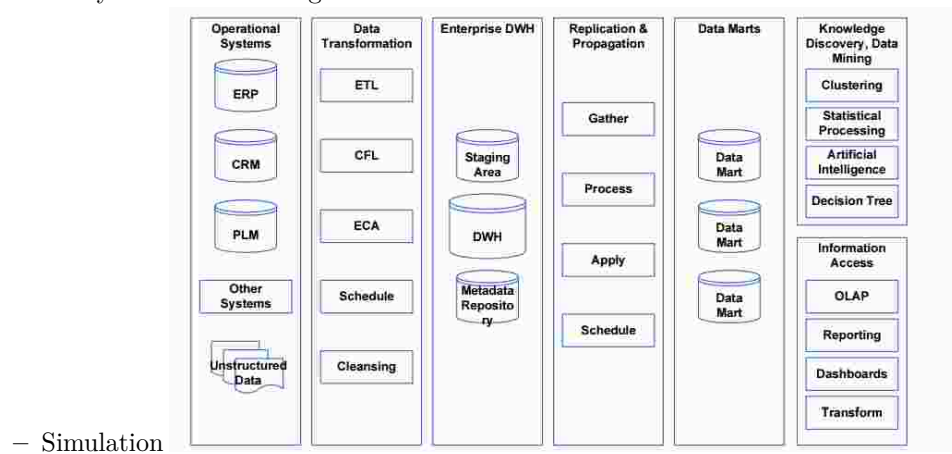 Operational
Systems
ERP
CRM
PLM
Other
Systems
Unstructured
Data
Data
Transformation
ETL
CFL
ECA
Schedule
Cleansing
Enterprise DWH
Staging
Area
DWH
Metadata
Reposito
ry
Replication &
Propagation
Gather
Process
Apply
Schedule
Data Marts
Data
Mart
Data
Mart
Data
Mart
Knowledge
Discovery, Data
Mining
Clustering
Statistical
Processing
Artificial
Intelligence
Decision Tree
Information
Access
OLAP
Reporting
Dashboards
Transform
– Simulation